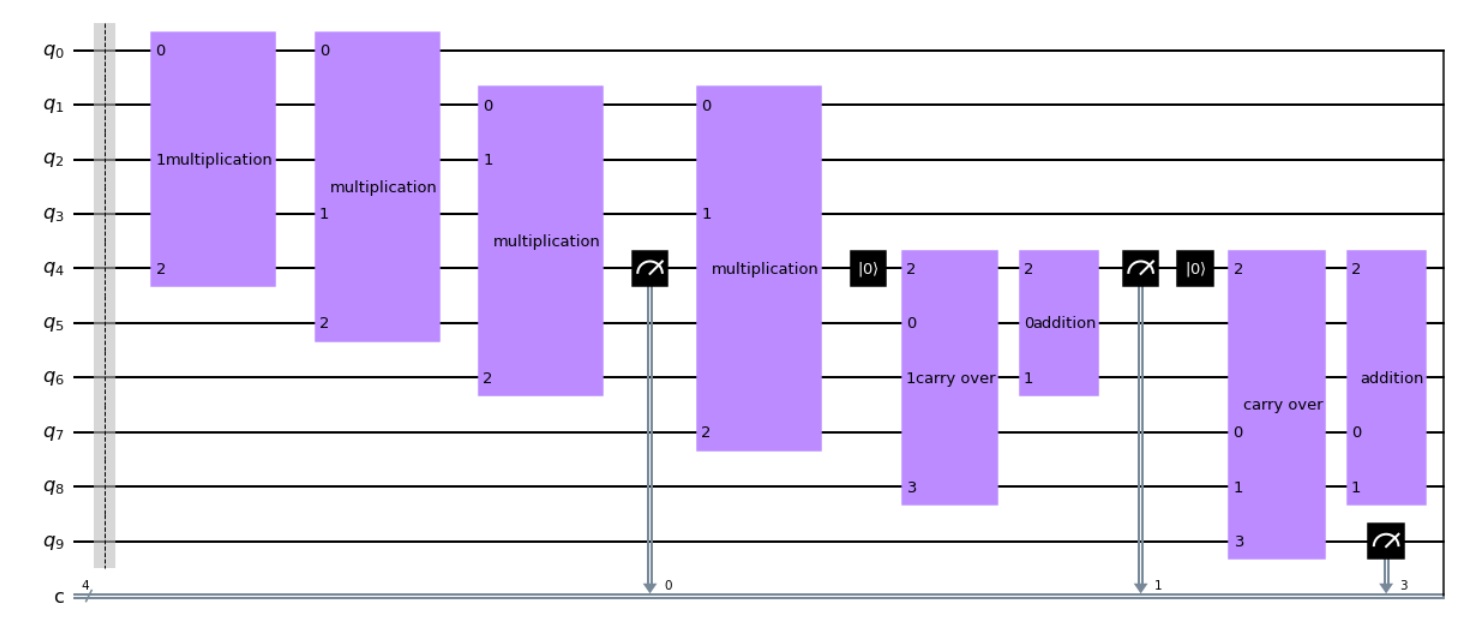 q0 0 0
q1 0 0
q2 1multiplication 1
multiplication
q3 1 1
multiplication
q4 2 multiplication |0⟩ 2 2 |0⟩ 2 2
q5 2 0 0addition
q6 2 1carry over 1 addition
carry over
q7 2 0 0
q8 3 1 1
q9 3
4 0 1 3
c